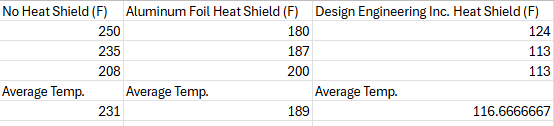 No Heat Shield (F) Aluminum Foil Heat Shield (F) Design Engineering Inc. Heat Shield (F)
250 180 124
235 187 113
208 200 113
Average Temp. Average Temp. Average Temp.
231 189 116.6666667